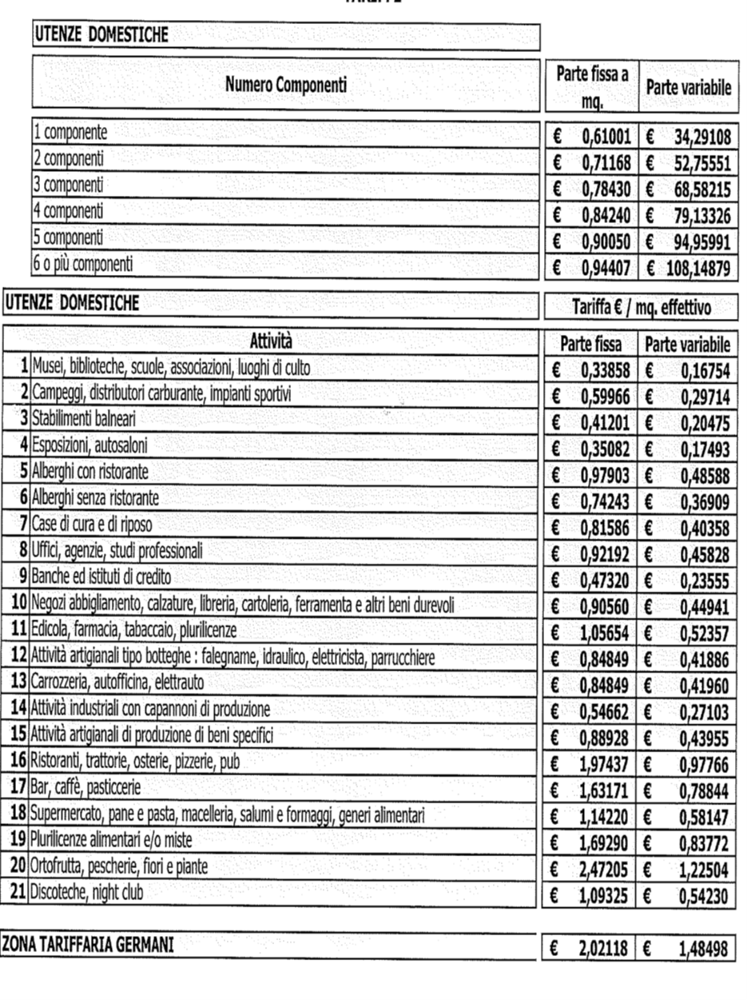 UTENZE DOMESTICHE
Numero Componenti Parte fissa a mq. Parte variabile
1 componente € 0,61001 € 34,29108
2 componenti € 0,71168 € 52,75551
3 componenti € 0,78430 € 68,58215
4 componenti € 0,84240 € 79,13326
5 componenti € 0,90050 € 94,95991
6 o più componenti € 0,94407 € 108,14879
UTENZE DOMESTICHE Tariffa € / mq. effettivo
Attività Parte fissa Parte variabile
1 Musei, biblioteche, scuole, associazioni, luoghi di culto € 0,33858 € 0,16754
2 Campeggi, distributori carburante, impianti sportivi € 0,59966 € 0,29714
3 Stabilimenti balneari € 0,41201 € 0,20475
4 Esposizioni, autosaloni € 0,35082 € 0,17493
5 Alberghi con ristorante € 0,97903 € 0,48588
6 Alberghi senza ristorante € 0,74243 € 0,36909
7 Case di cura e di riposo € 0,81586 € 0,40358
8 Uffici, agenzie, studi professionali € 0,92192 € 0,45828
9 Banche ed istituti di credito € 0,47320 € 0,23555
10 Negozi abbigliamento, calzature, libreria, cartoleria, ferramenta e altri beni durevoli € 0,90560 € 0,44941
11 Edicola, farmacia, tabaccaio, plurilicenze € 1,05654 € 0,52357
12 Attività artigianali tipo botteghe : falegname, idraulico, elettricista, parrucchiere € 0,84849 € 0,41886
13 Carrozzeria, autofficina, elettrauto € 0,84849 € 0,41960
14 Attività industriali con capannoni di produzione € 0,54662 € 0,27103
15 Attività artigianali di produzione di beni specifici € 0,88928 € 0,43955
16 Ristoranti, trattorie, osterie, pizzerie, pub € 1,97437 € 0,97766
17 Bar, caffè, pasticcerie € 1,63171 € 0,78844
18 Supermercato, pane e pasta, macelleria, salumi e formaggi, generi alimentari € 1,14220 € 0,58147
19 Plurilicenze alimentari e/o miste € 1,69290 € 0,83772
20 Ortofrutta, pescherie, fiori e piante € 2,47205 € 1,22504
21 Discoteche, night club € 1,09325 € 0,54230
ZONA TARIFFARIA GERMANI € 2,02118 € 1,48498